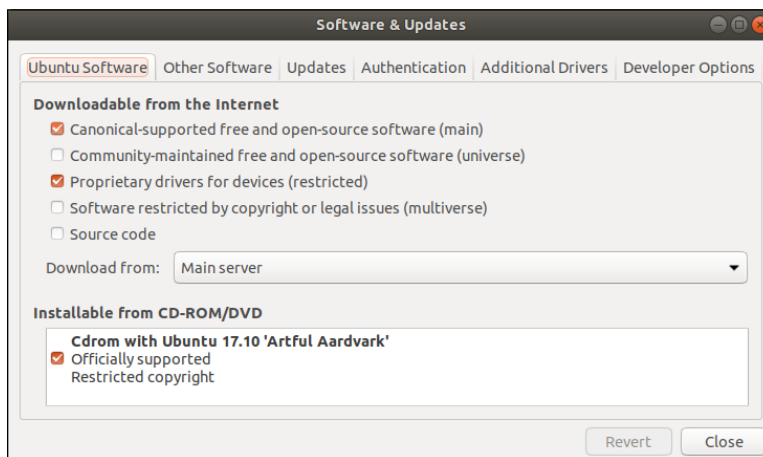 Software & Updates
Ubuntu Software Other Software Updates Authentication Additional Drivers Developer Options
Downloadable from the Internet
Canonical-supported free and open-source software (main)
Community-maintained free and open-source software (universe)
Proprietary drivers for devices (restricted)
Software restricted by copyright or legal issues (multiverse)
Source code
Download from: Main server
Installable from CD-ROM/DVD
Cdrom with Ubuntu 17.10 'Artful Aardvark'
Officially supported
Restricted copyright
Revert Close